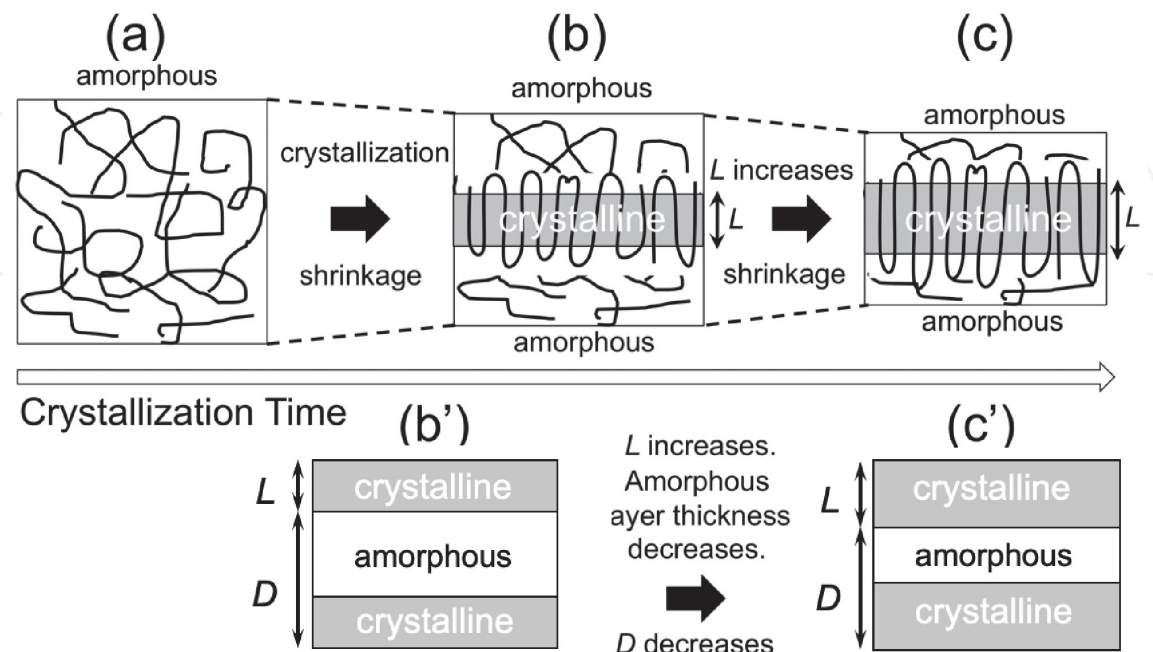 (a)
amorphous
(b)
amorphous
(c)
amorphous
crystallization
shrinkage
crystalline
L
amorphous
L increases
shrinkage
crystalline
L
amorphous
Crystallization Time
(b')
L
crystalline
amorphous
D
crystalline
L increases.
Amorphous
ayer thickness
decreases.
D decreases
(c')
L
crystalline
amorphous
D
crystalline